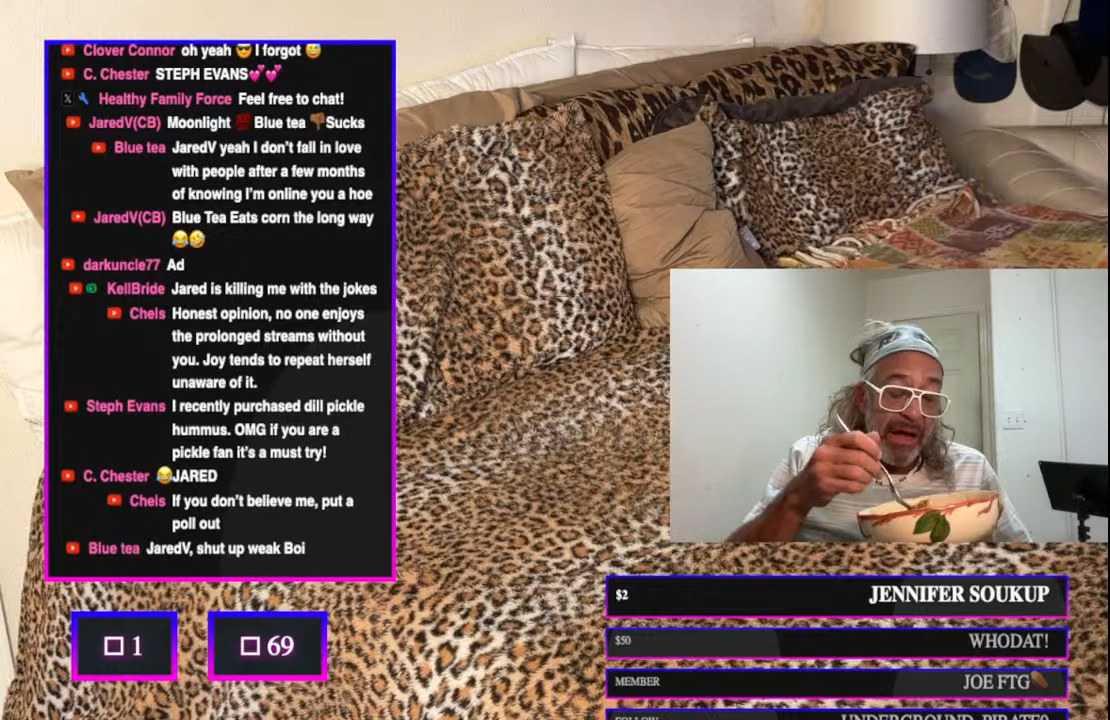 Clover Connor oh yeah 😎 I forgot 😅
C. Chester STEPH EVANS💕💕
Healthy Family Force Feel free to chat!
JaredV(CB) Moonlight 💯 Blue tea 👎🏾Sucks
Blue tea JaredV yeah I don't fall in love
with people after a few months
of knowing I'm online you a hoe
JaredV(CB) Blue Tea Eats corn the long way
😂🤣
darkuncie77 Ad
KellBride Jared is killing me with the jokes
Chels Honest opinion, no one enjoys
the prolonged streams without
you. Joy tends to repeat herself
unaware of it.
Steph Evans I recently purchased dill pickle
hummus. OMG if you are a
pickle fan it's a must try!
C. Chester 😂JARED
Chels If you don't believe me, put a
poll out
Blue tea JaredV, shut up weak Boi
1
69
$2 JENNIFER SOUKUP
$50 WHODAT!
MEMBER JOE FTG
FOLLOW UNDERGROUND_PIRATE